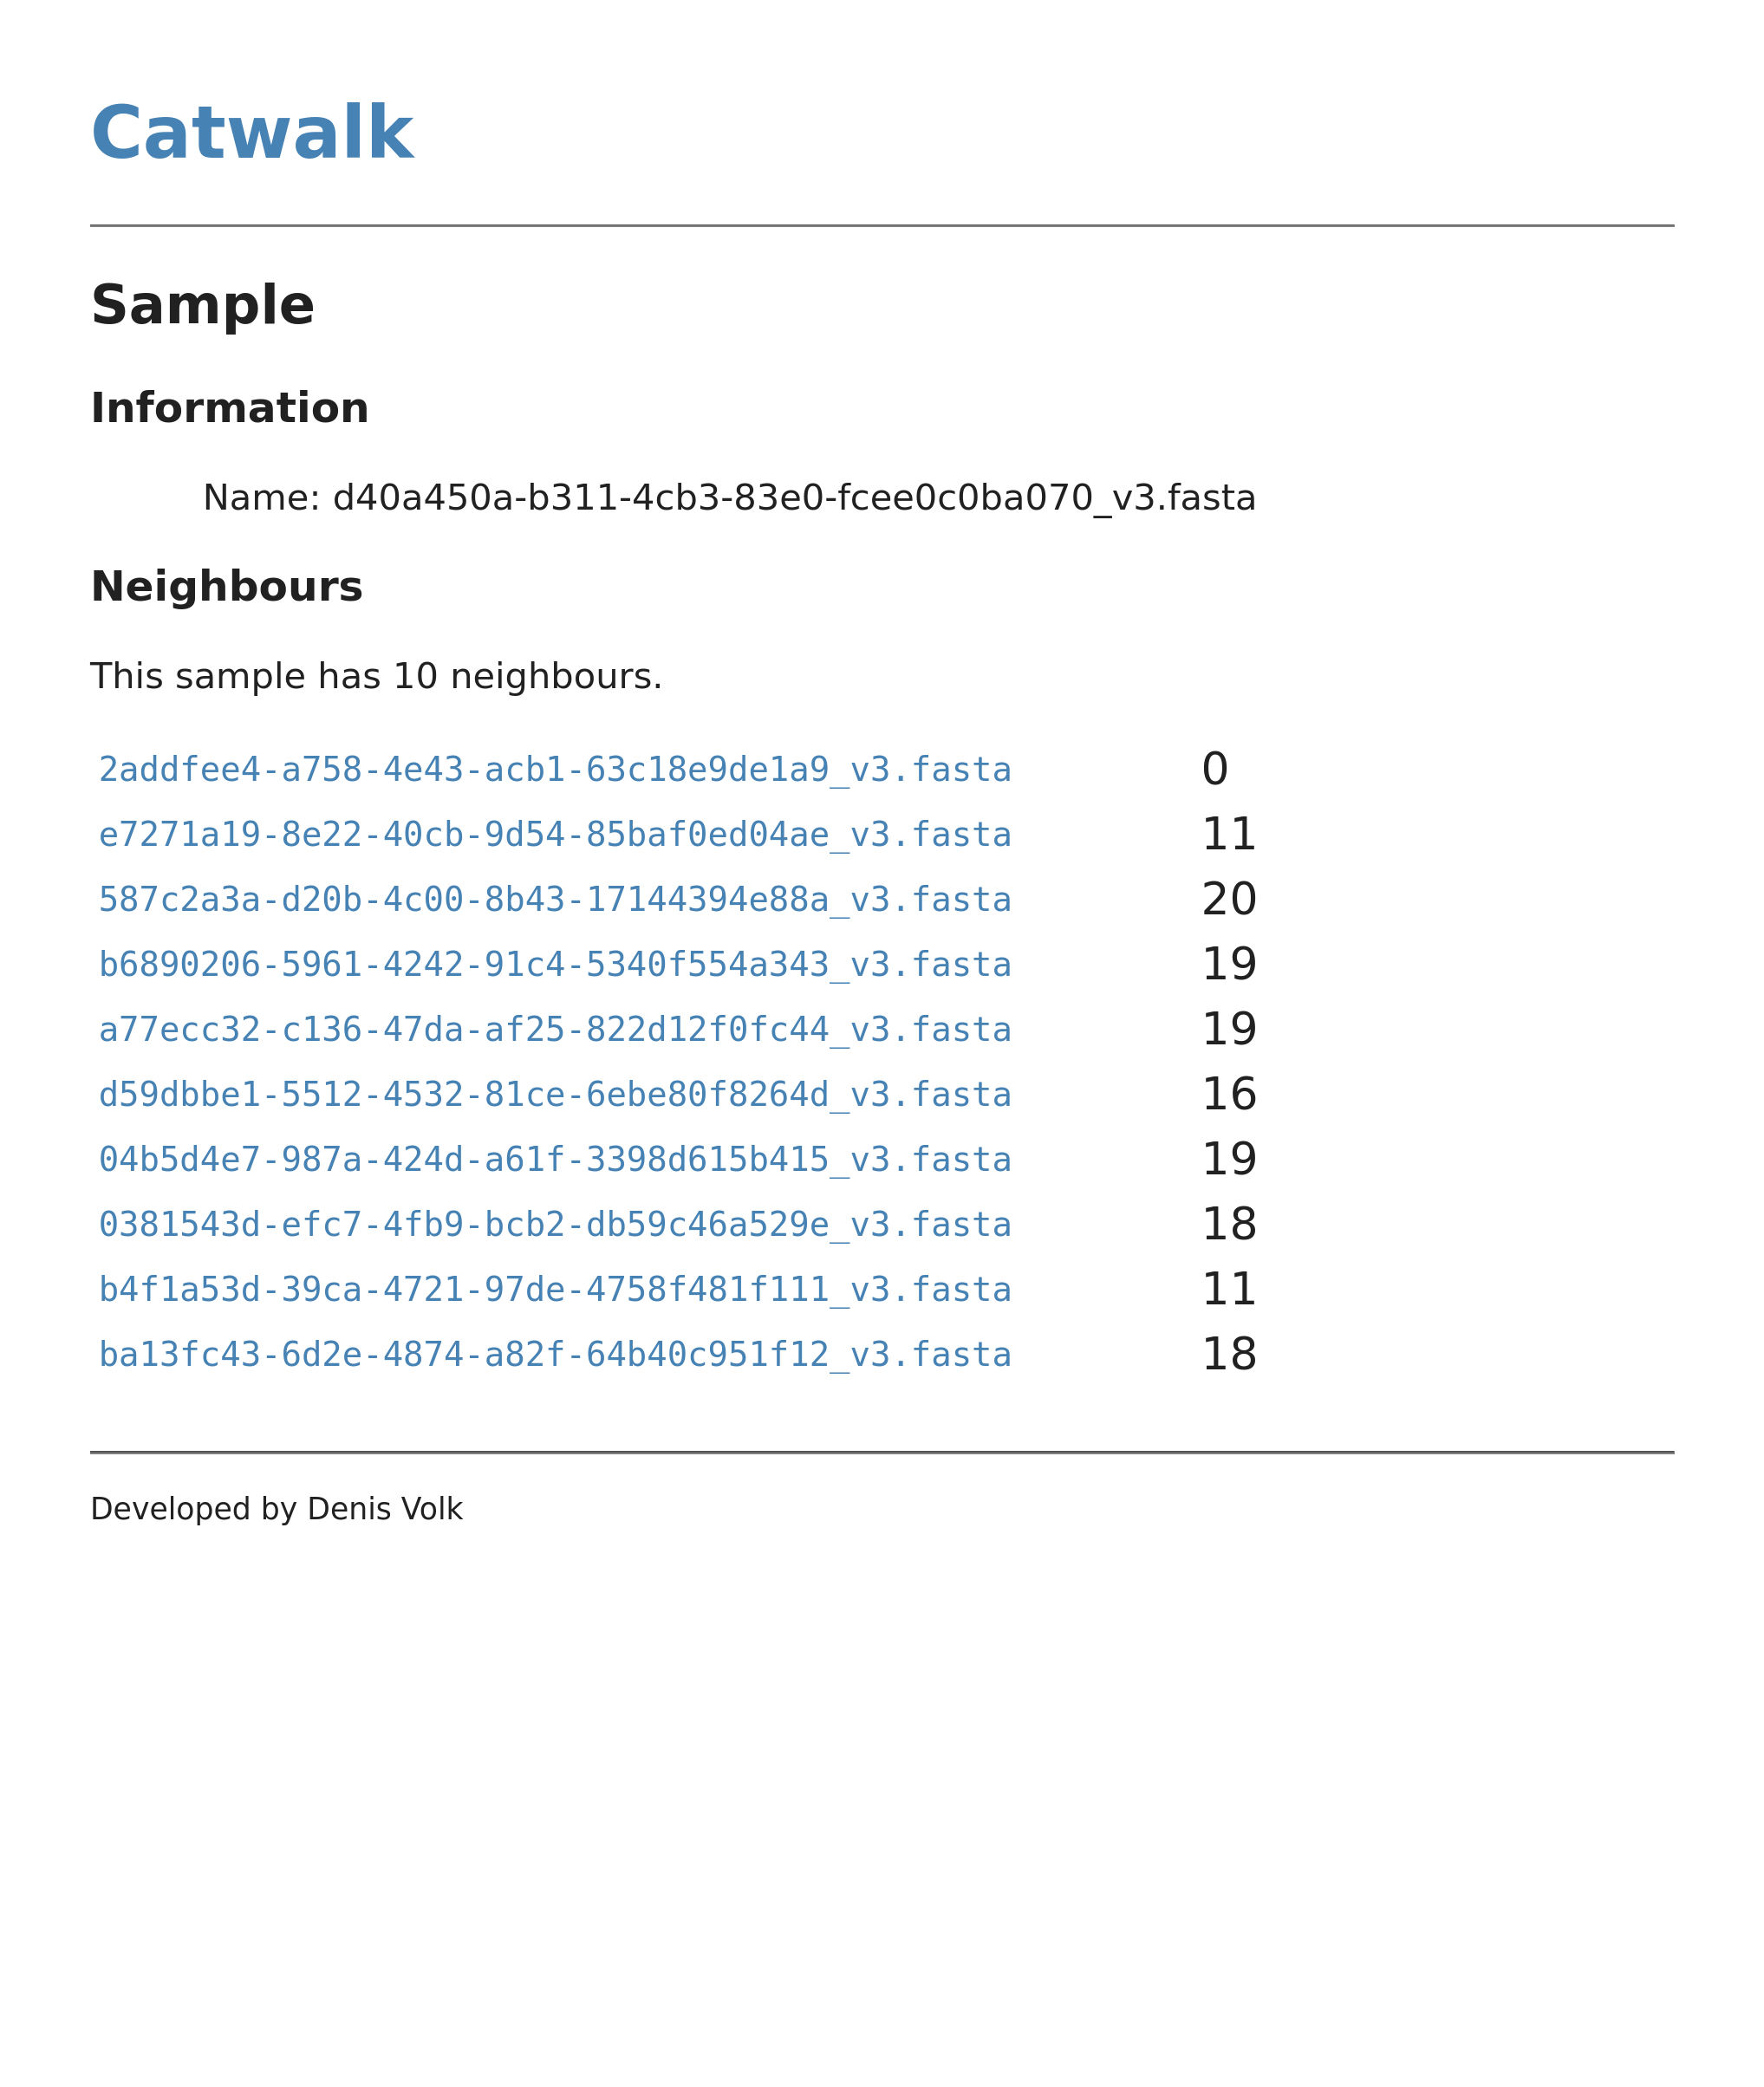 Catwalk
Sample
Information
Name: d40a450a-b311-4cb3-83e0-fcee0c0ba070_v3.fasta
Neighbours
This sample has 10 neighbours.
2addfee4-a758-4e43-acb1-63c18e9de1a9_v3.fasta 0
e7271a19-8e22-40cb-9d54-85baf0ed04ae_v3.fasta 11
587c2a3a-d20b-4c00-8b43-17144394e88a_v3.fasta 20
b6890206-5961-4242-91c4-5340f554a343_v3.fasta 19
a77ecc32-c136-47da-af25-822d12f0fc44_v3.fasta 19
d59dbbe1-5512-4532-81ce-6ebe80f8264d_v3.fasta 16
04b5d4e7-987a-424d-a61f-3398d615b415_v3.fasta 19
0381543d-efc7-4fb9-bcb2-db59c46a529e_v3.fasta 18
b4f1a53d-39ca-4721-97de-4758f481f111_v3.fasta 11
ba13fc43-6d2e-4874-a82f-64b40c951f12_v3.fasta 18
Developed by Denis Volk